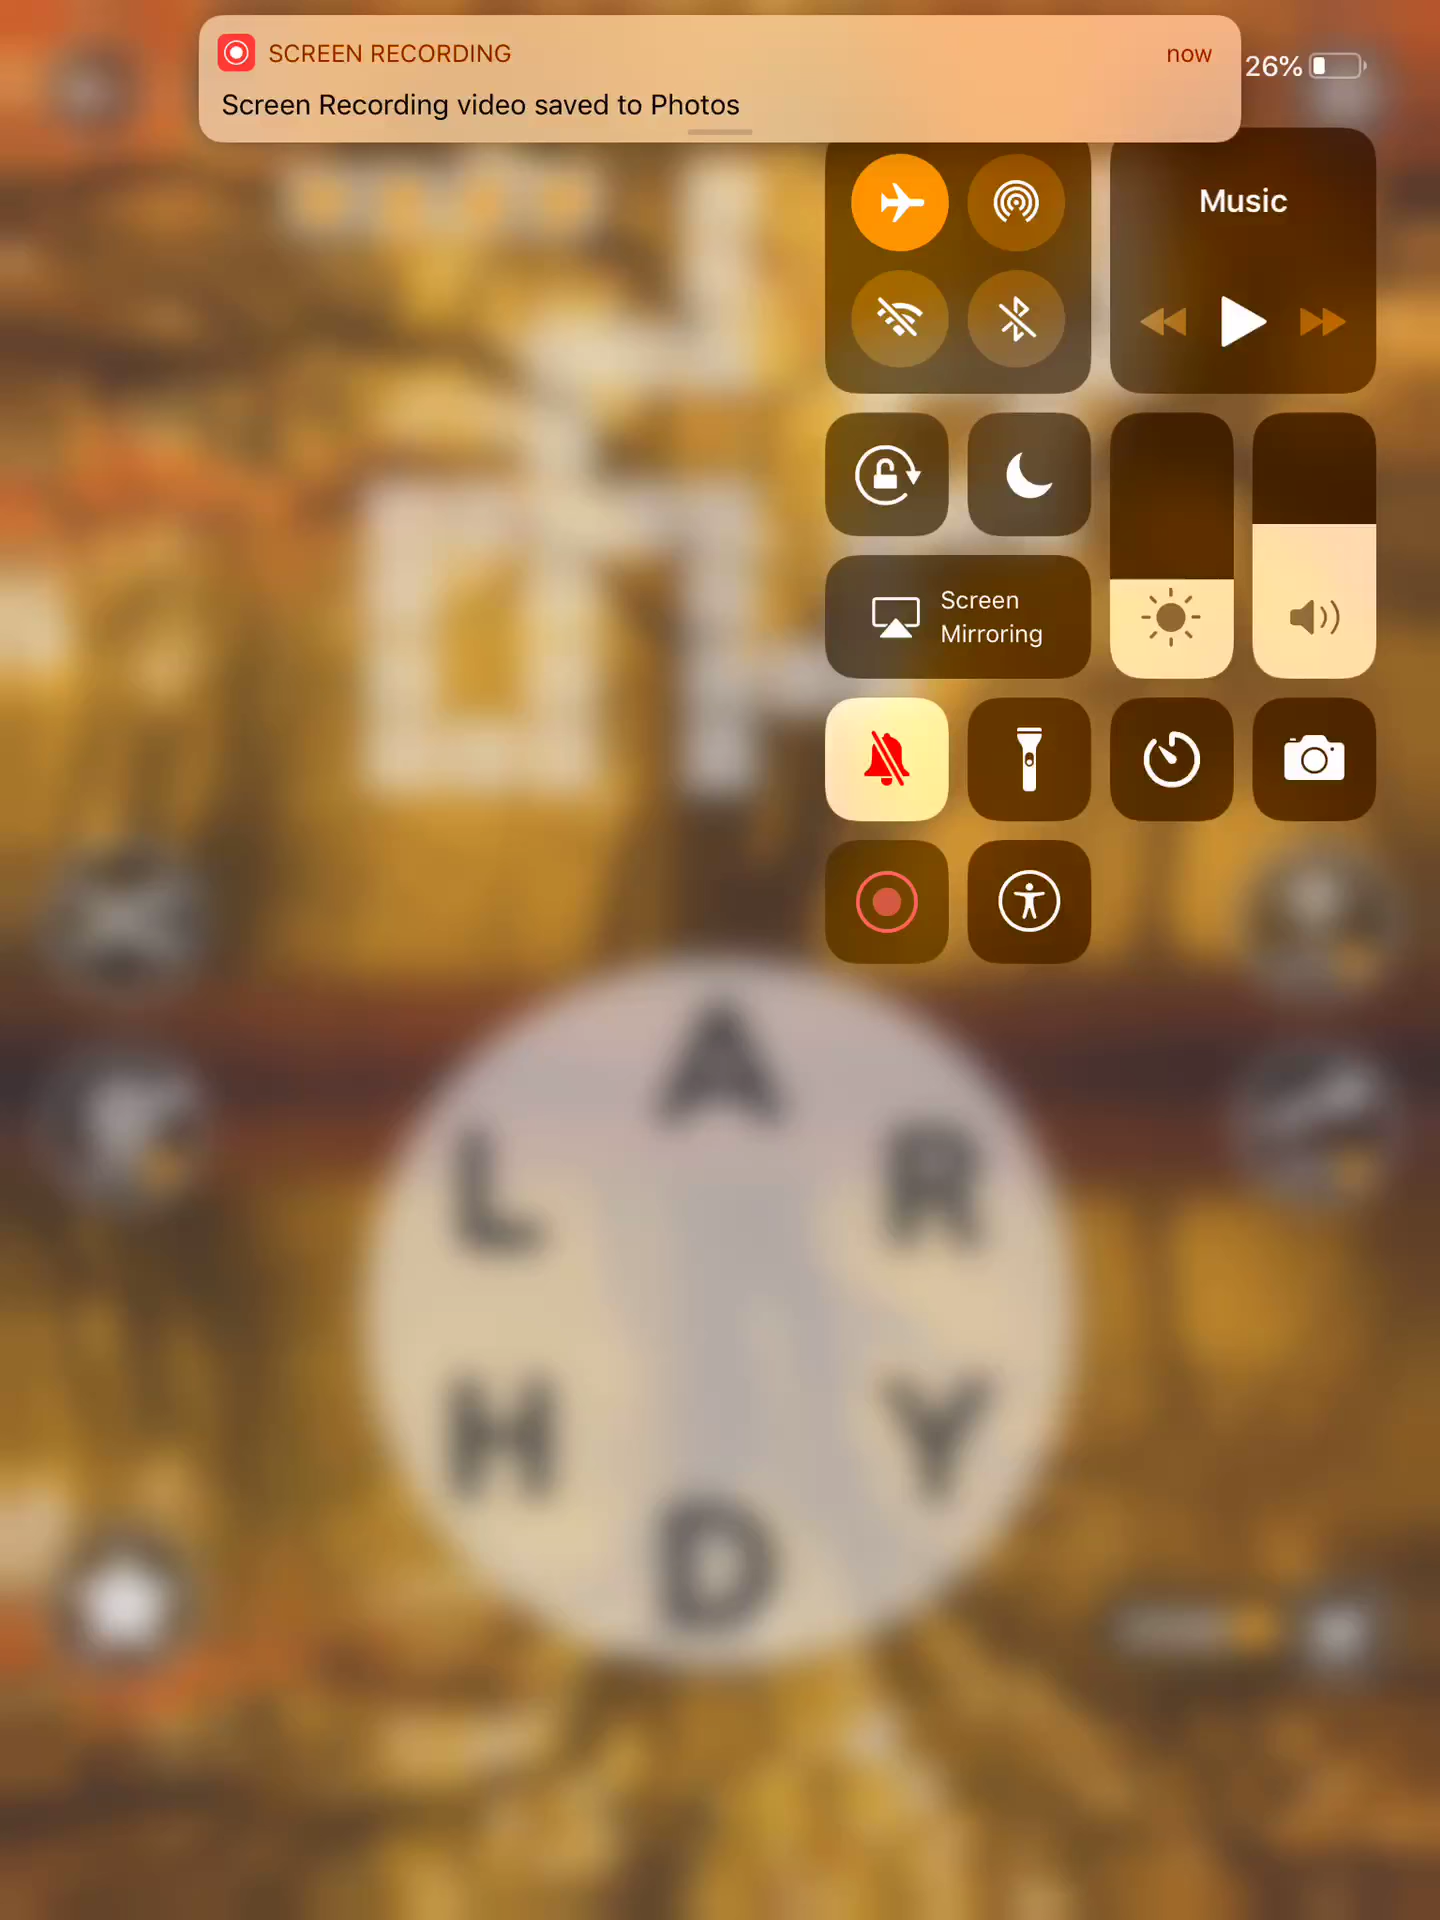 SCREEN RECORDING now
Screen Recording video saved to Photos
26%
Music
Screen
Mirroring
A
L R
H Y
D